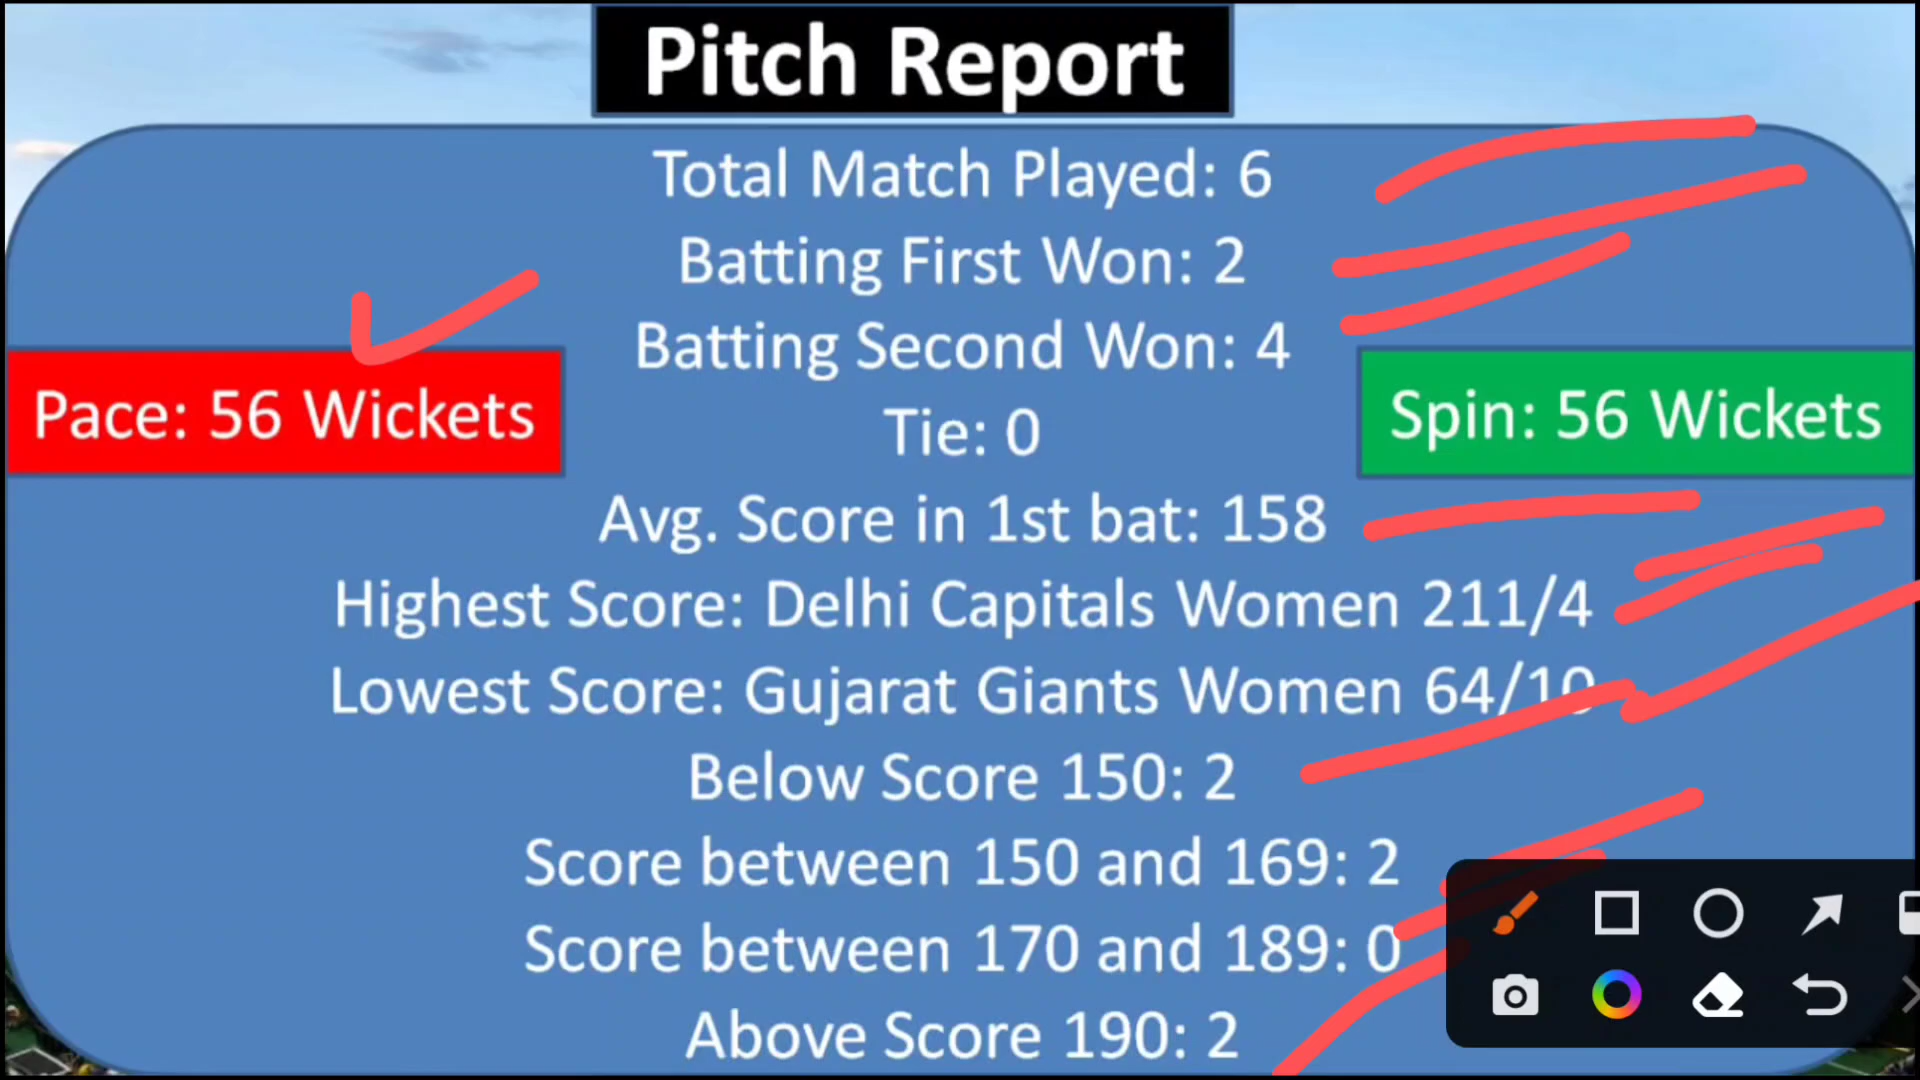 Pitch Report
Total Match Played: 6
Batting First Won: 2
Batting Second Won: 4
Pace: 56 Wickets
Spin: 56 Wickets
Tie: 0
Avg. Score in 1st bat: 158
Highest Score: Delhi Capitals Women 211/4
Lowest Score: Gujarat Giants Women 64/10
Below Score 150: 2
Score between 150 and 169: 2
Score between 170 and 189: 0
Above Score 190: 2